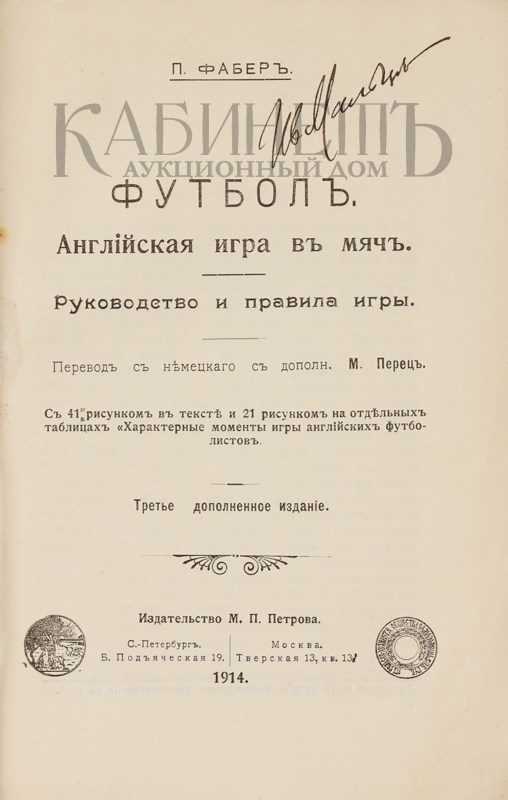 П. ФАБЕРЪ.
КАБИНЕТЪ
АУКЦИОННЫЙ ДОМ
ФУТБОЛЪ.
Англійская игра въ мячъ.
Руководство и правила игры.
Переводъ съ нѣмецкаго съ дополн. М. Перецъ.
Съ 41 рисункомъ въ текстѣ и 21 рисункомъ на отдѣльныхъ
таблицахъ «Характерные моменты игры англійскихъ футбо-
листовъ.
Третье дополненное изданіе.
Издательство М. П. Петрова.
С.-Петербургъ. Москва.
Б. Подъяческая 19. Тверская 13, кв. 13
1914.